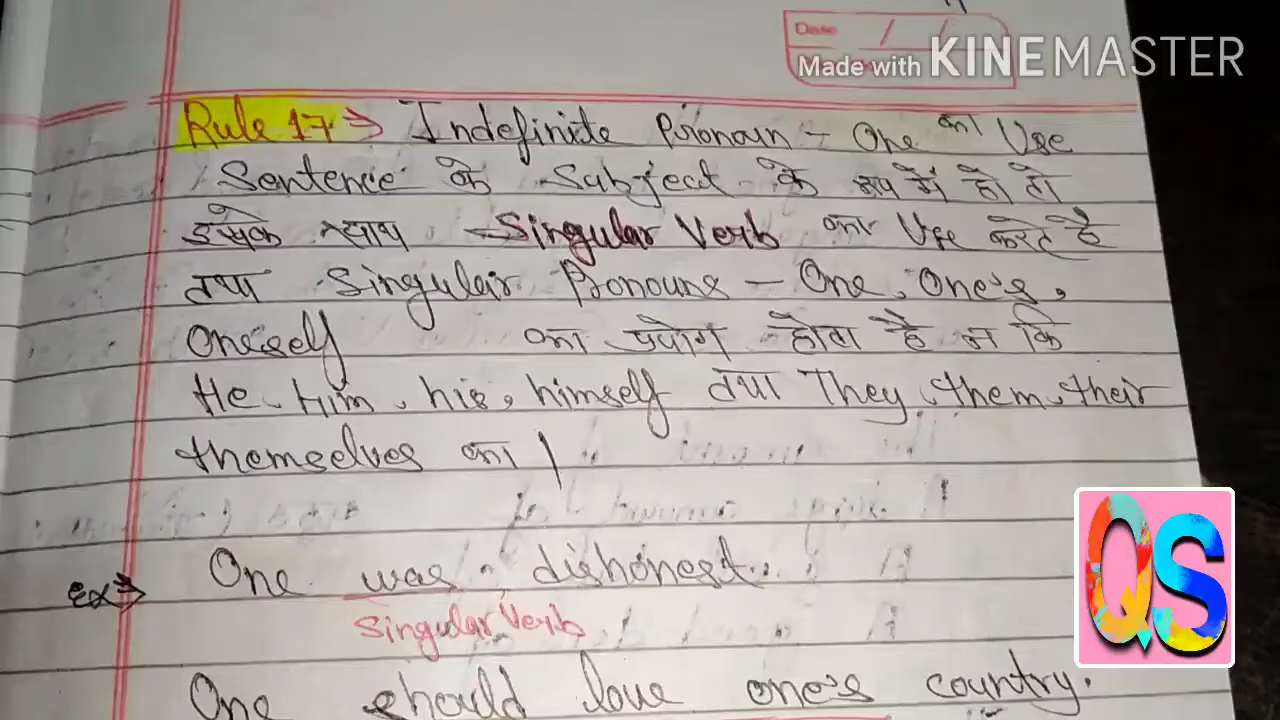 Date / /
Made with KINEMASTER
Rule 17 ⇒ Indefinite Pronoun - One का Use
Sentence के Subject के रूप में हो तो
इसके साथ - Singular Verb का Use करते है
तथा Singular Pronouns - One, One's,
Oneself का प्रयोग होता है न कि
He, him, his, himself तथा They, them, their
themselves का |
ex ⇒ One was dishonest.
Singular Verb
One should love one's country.
QS